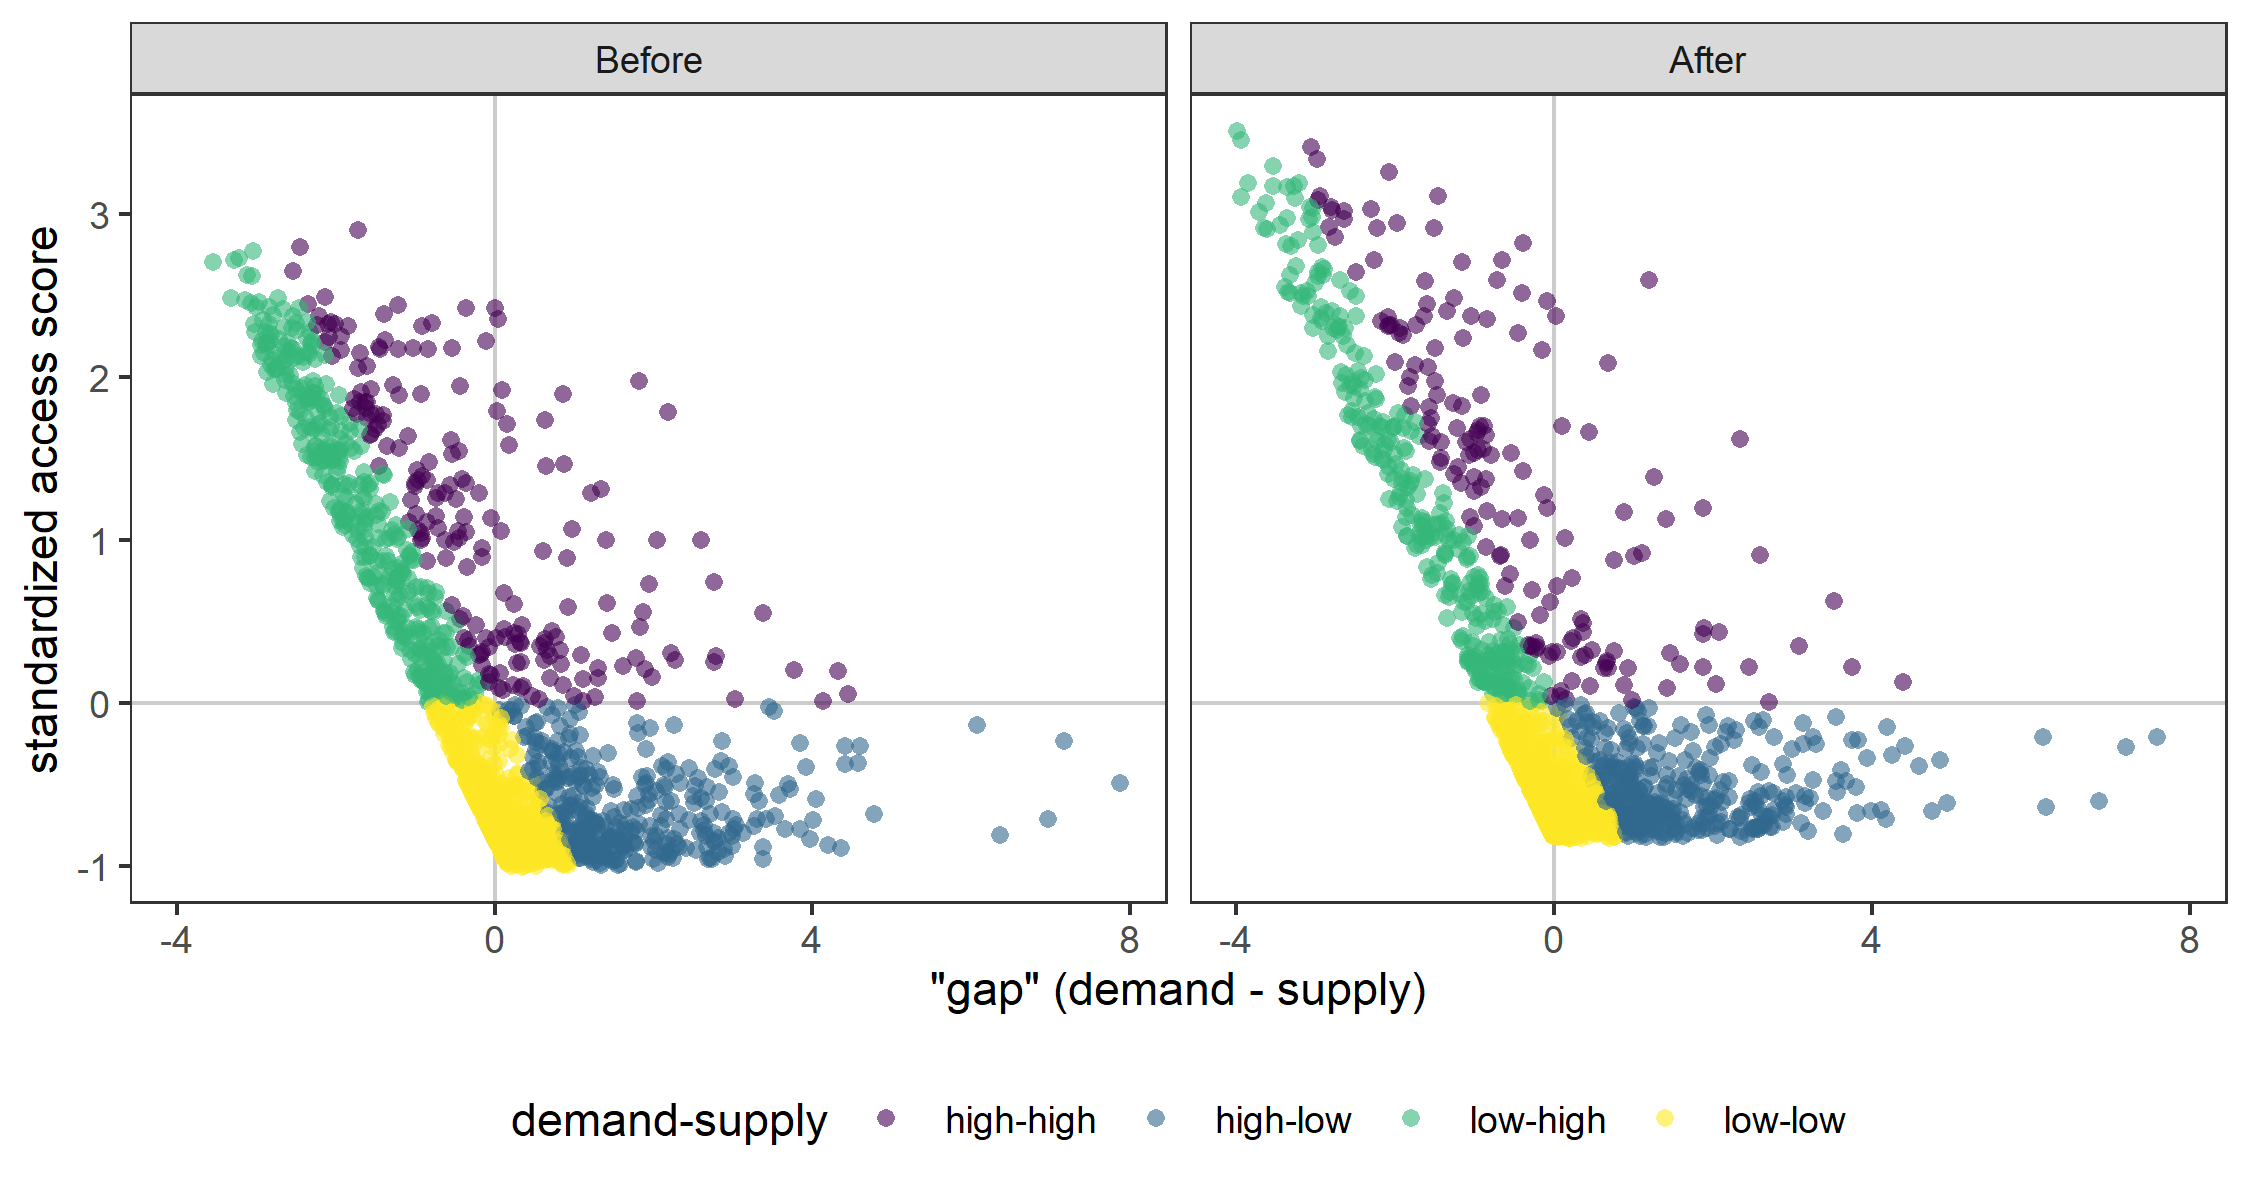 Before After
standardized access score
3
2
1
0
-1
-4 0 4 8 -4 0 4 8
"gap" (demand - supply)
demand-supply high-high high-low low-high low-low